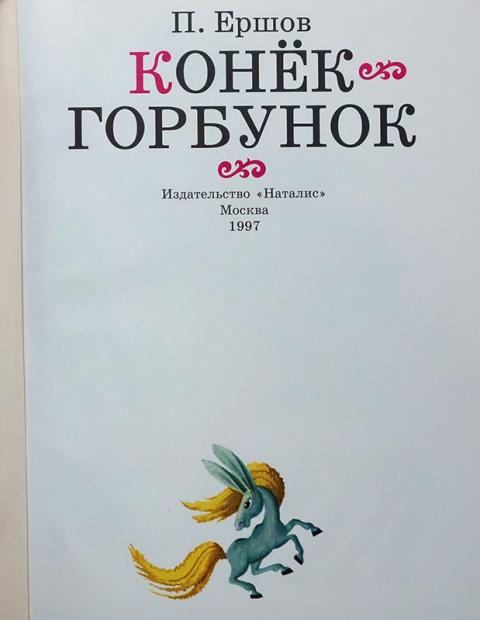 П. Ершов
КОНЁК-
ГОРБУНОК
Издательство «Наталис»
Москва
1997